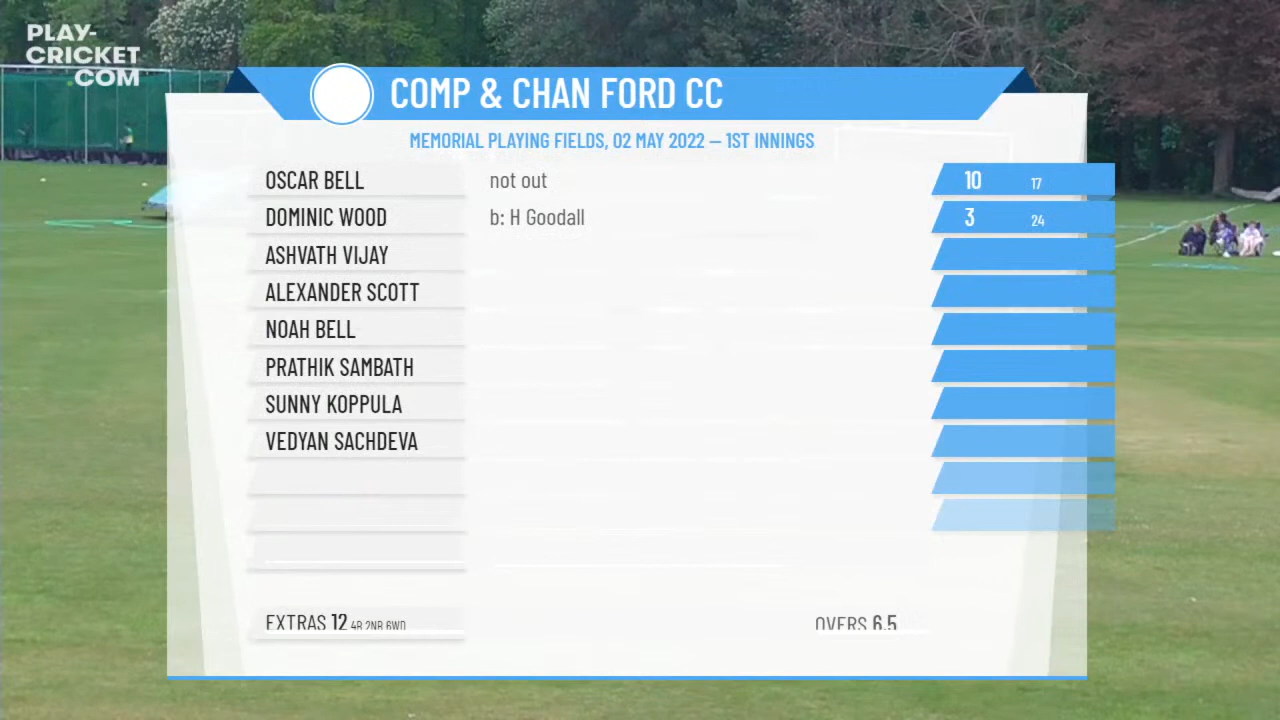 PLAY-
CRICKET
.COM
COMP & CHAN FORD CC
MEMORIAL PLAYING FIELDS, 02 MAY 2022 – 1ST INNINGS
OSCAR BELL not out 10 17
DOMINIC WOOD b: H Goodall 3 24
ASHVATH VIJAY
ALEXANDER SCOTT
NOAH BELL
PRATHIK SAMBATH
SUNNY KOPPULA
VEDYAN SACHDEVA
EXTRAS 12 4B 2NB 6WD OVERS 6.5